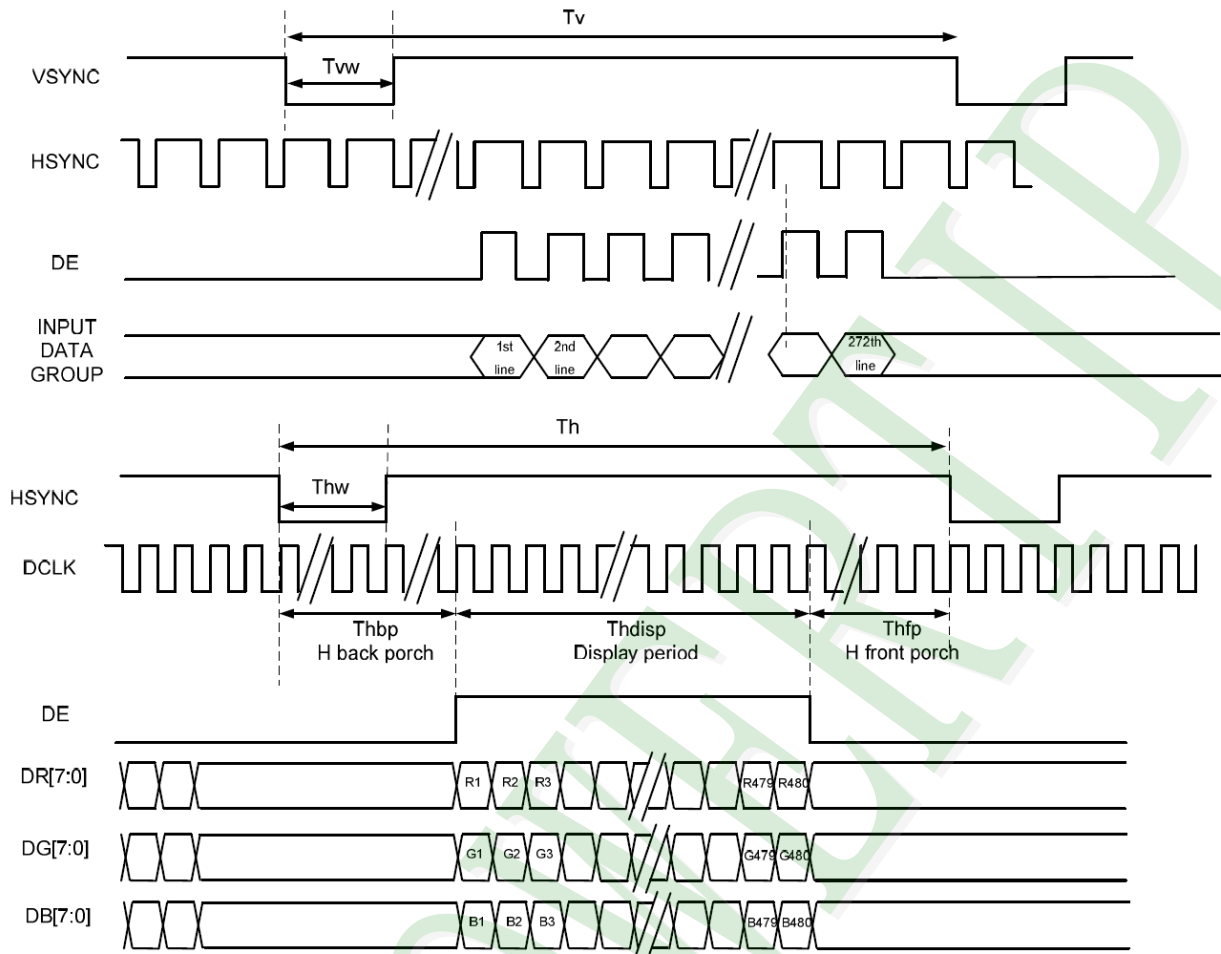 Tv
VSYNC
Tvw
HSYNC
DE
INPUT
DATA
GROUP
1st
line
2nd
line
272th
line
Th
HSYNC
Thw
DCLK
Thbp
H back porch
Thdisp
Display period
Thfp
H front porch
DE
DR[7:0]
R1 R2 R3 R479 R480
DG[7:0]
G1 G2 G3 G479 G480
DB[7:0]
B1 B2 B3 B479 B480
POWERTIP